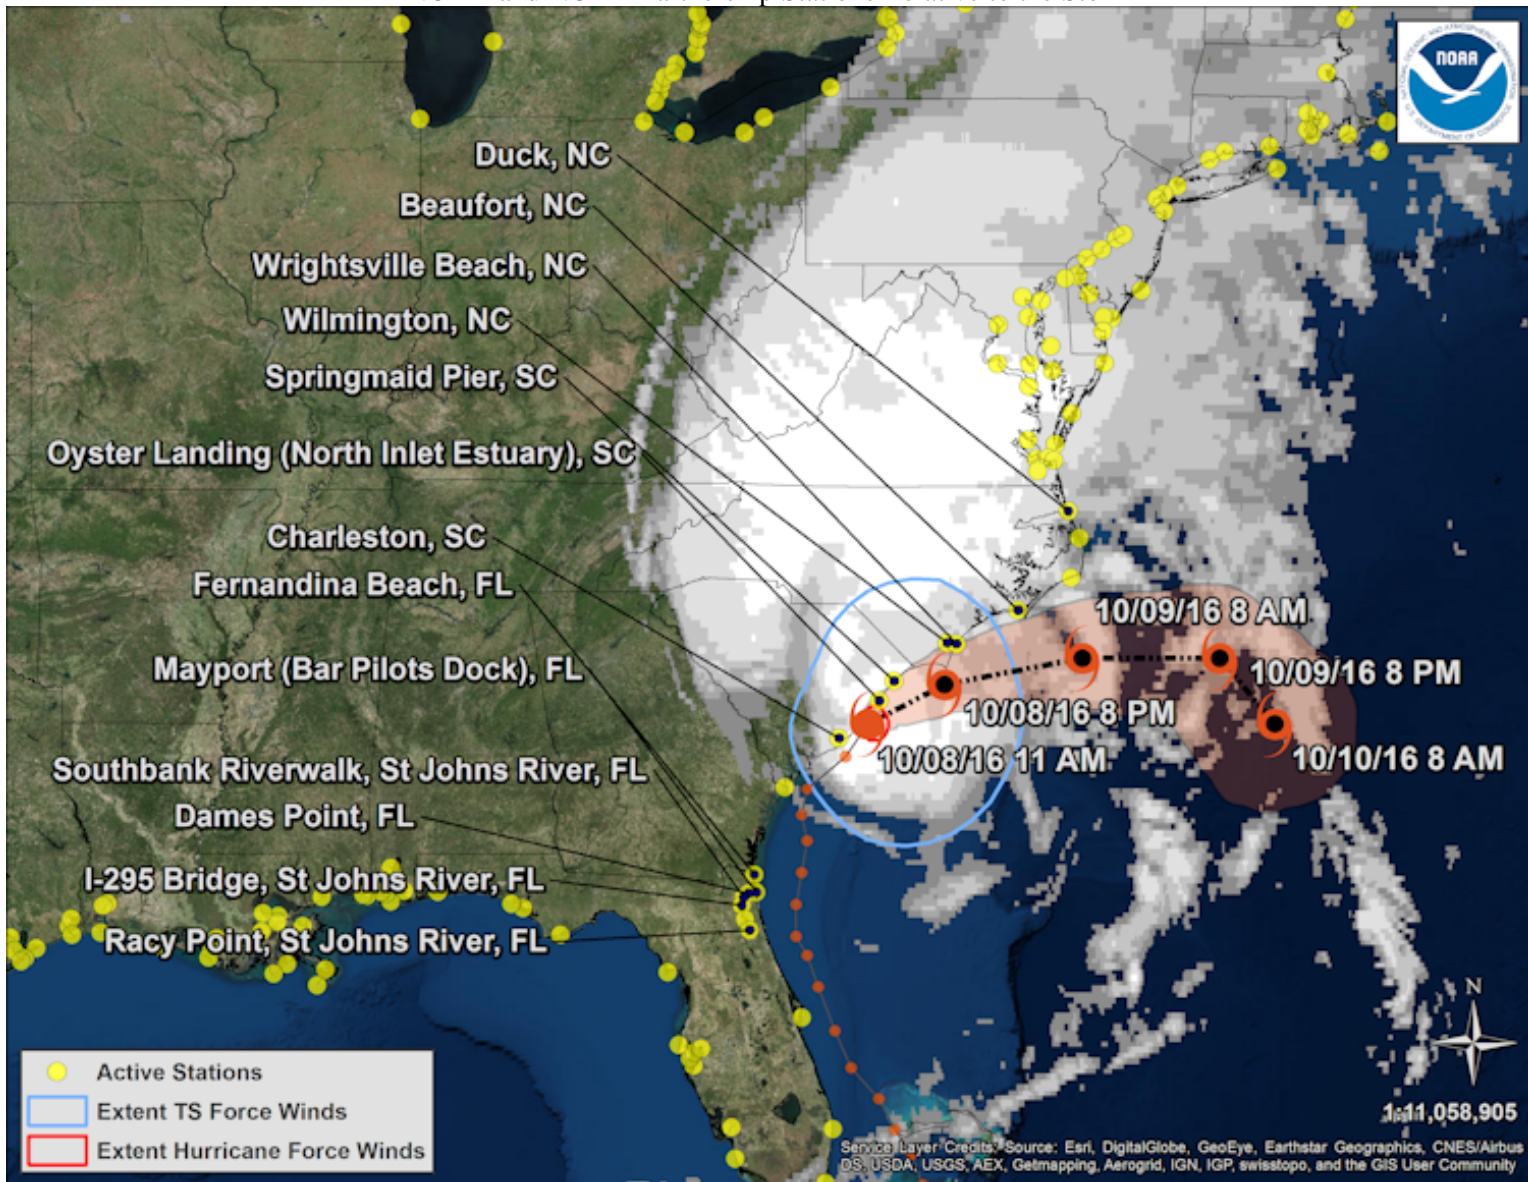 NOAA
Duck, NC
Beaufort, NC
Wrightsville Beach, NC
Wilmington, NC
Springmaid Pier, SC
Oyster Landing (North Inlet Estuary), SC
Charleston, SC
Fernandina Beach, FL
Mayport (Bar Pilots Dock), FL
Southbank Riverwalk, St Johns River, FL
Dames Point, FL
I-295 Bridge, St Johns River, FL
Racy Point, St Johns River, FL
10/09/16 8 AM
10/09/16 8 PM
10/08/16 8 PM
10/08/16 11 AM
10/10/16 8 AM
N
1:11,058,905
Active Stations
Extent TS Force Winds
Extent Hurricane Force Winds
Service Layer Credits: Source: Esri, DigitalGlobe, GeoEye, Earthstar Geographics, CNES/Airbus
DS, USDA, USGS, AEX, Getmapping, Aerogrid, IGN, IGP, swisstopo, and the GIS User Community